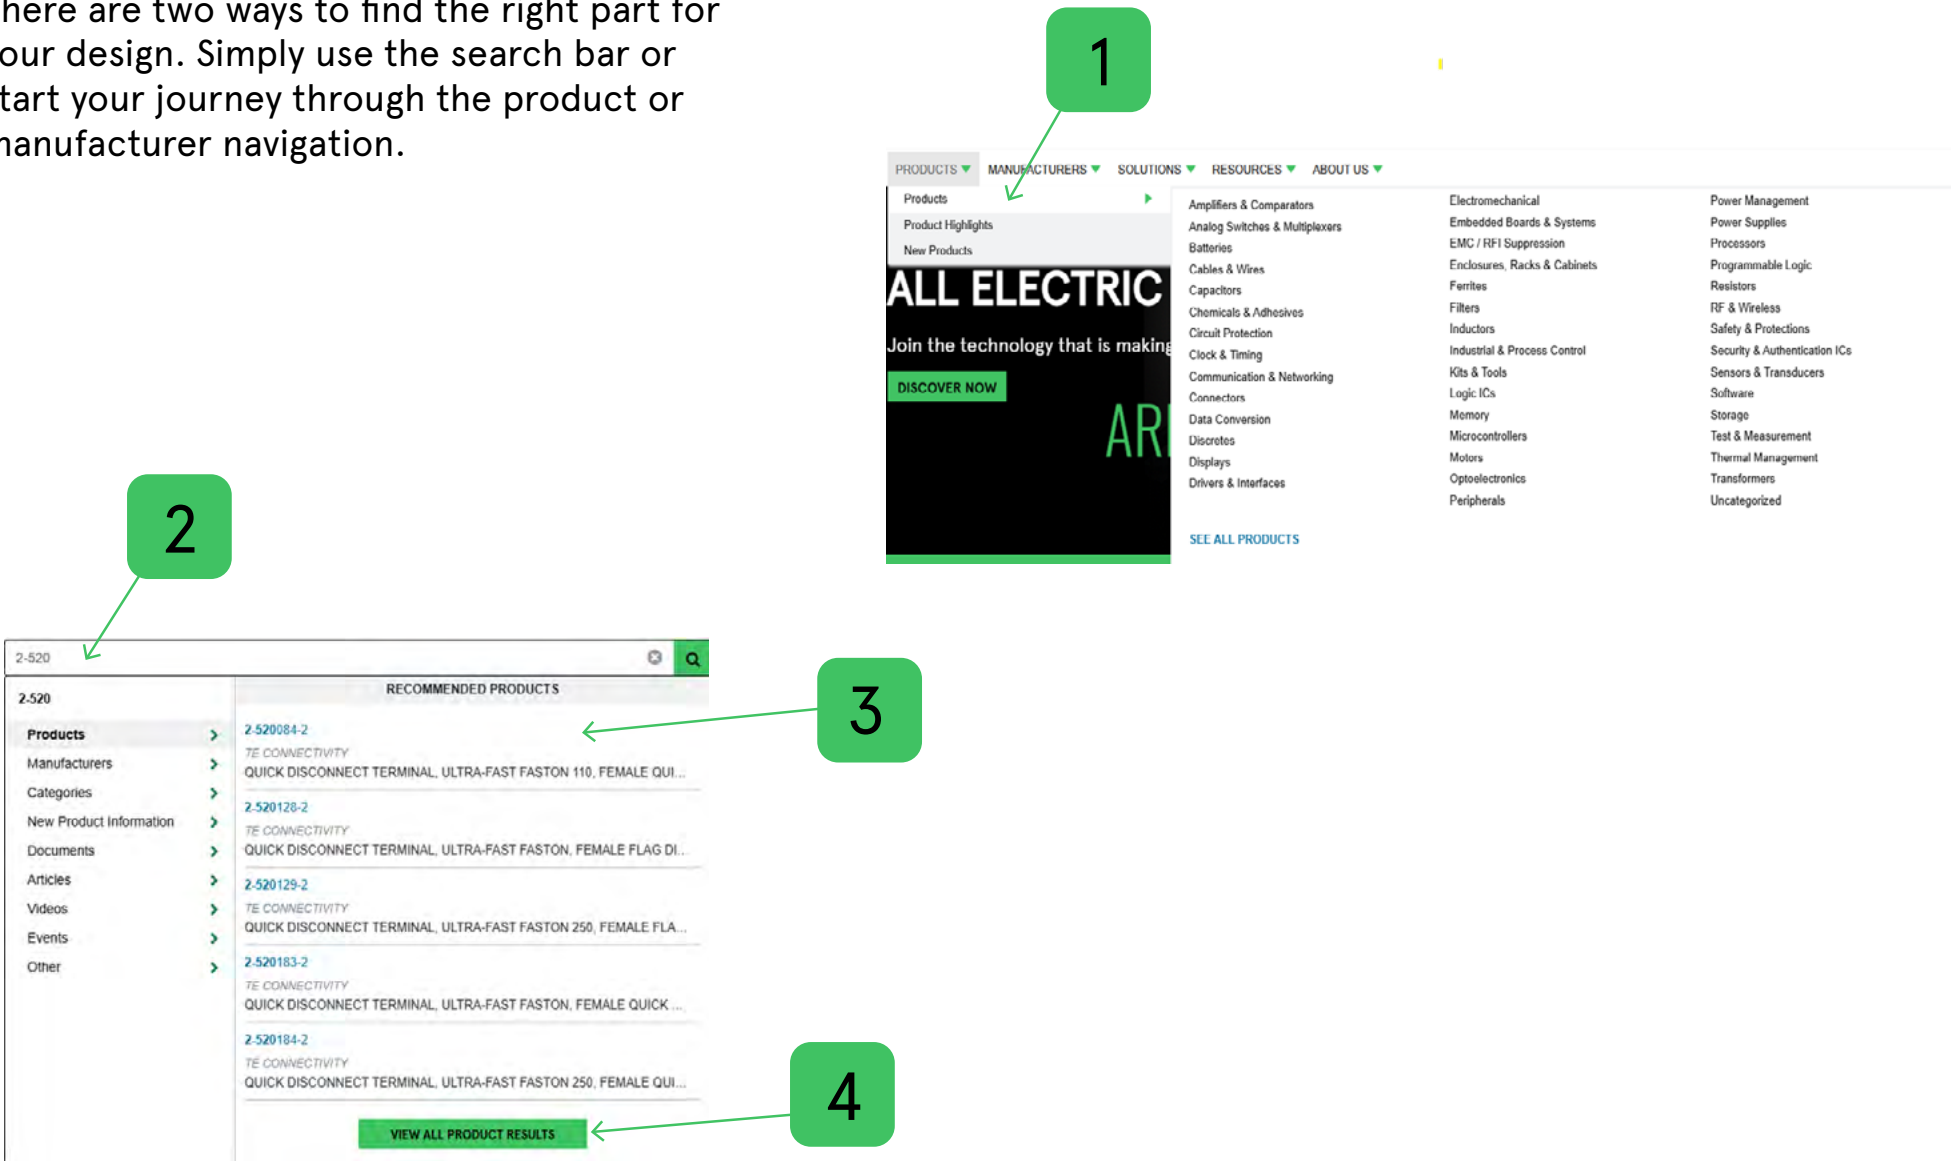 here are two ways to find the right part for
our design. Simply use the search bar or
tart your journey through the product or
manufacturer navigation.
1
PRODUCTS MANUFACTURERS SOLUTIONS RESOURCES ABOUT US
Products
Product Highlights
New Products
ALL ELECTRIC
Join the technology that is making
DISCOVER NOW
AR
Amplifiers & Comparators
Analog Switches & Multiplexers
Batteries
Cables & Wires
Capacitors
Chemicals & Adhesives
Circuit Protection
Clock & Timing
Communication & Networking
Connectors
Data Conversion
Discretes
Displays
Drivers & Interfaces
SEE ALL PRODUCTS
Electromechanical
Embedded Boards & Systems
EMC / RFI Suppression
Enclosures, Racks & Cabinets
Ferrites
Filters
Inductors
Industrial & Process Control
Kits & Tools
Logic ICs
Memory
Microcontrollers
Motors
Optoelectronics
Peripherals
Power Management
Power Supplies
Processors
Programmable Logic
Resistors
RF & Wireless
Safety & Protections
Security & Authentication ICs
Sensors & Transducers
Software
Storage
Test & Measurement
Thermal Management
Transformers
Uncategorized
2
2-520
2-520
Products
Manufacturers
Categories
New Product Information
Documents
Articles
Videos
Events
Other
RECOMMENDED PRODUCTS
2-520084-2
TE CONNECTIVITY
QUICK DISCONNECT TERMINAL, ULTRA-FAST FASTON 110, FEMALE QUI...
2-520128-2
TE CONNECTIVITY
QUICK DISCONNECT TERMINAL, ULTRA-FAST FASTON, FEMALE FLAG DI...
2-520129-2
TE CONNECTIVITY
QUICK DISCONNECT TERMINAL, ULTRA-FAST FASTON 250, FEMALE FLA...
2-520183-2
TE CONNECTIVITY
QUICK DISCONNECT TERMINAL, ULTRA-FAST FASTON, FEMALE QUICK ...
2-520184-2
TE CONNECTIVITY
QUICK DISCONNECT TERMINAL, ULTRA-FAST FASTON 250, FEMALE QUI...
VIEW ALL PRODUCT RESULTS
3
4